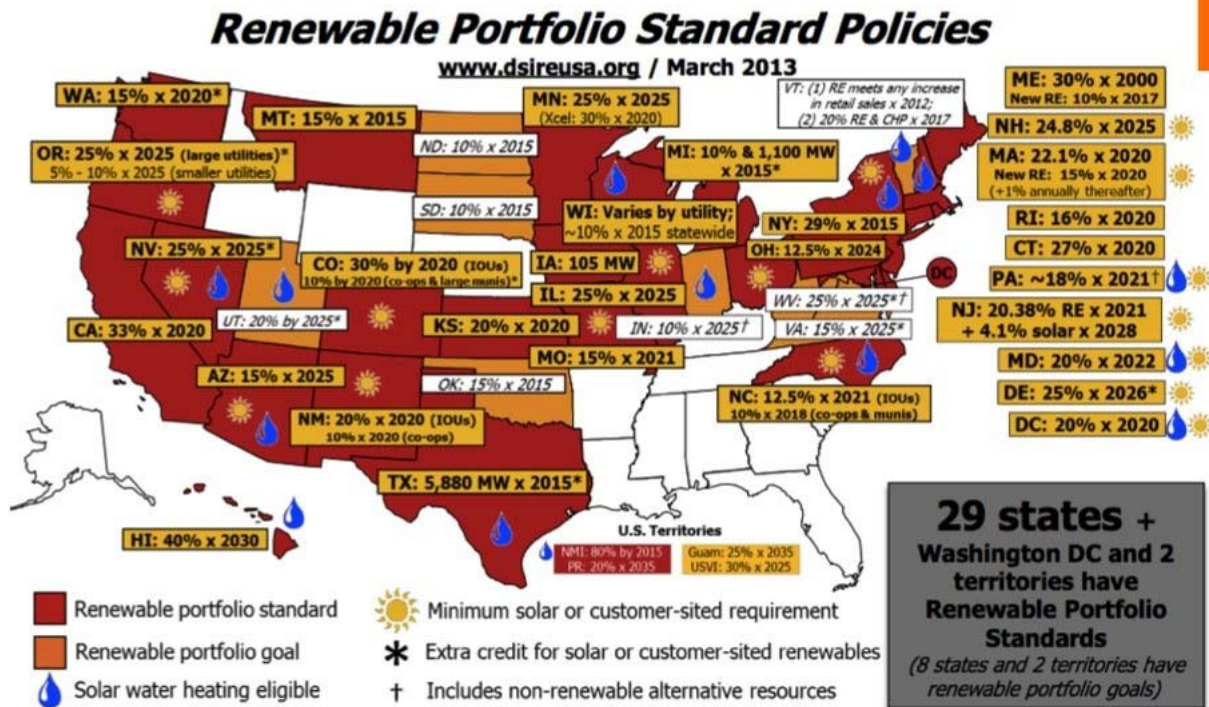 Renewable Portfolio Standard Policies
www.dsireusa.org / March 2013
WA: 15% x 2020*
MT: 15% x 2015
MN: 25% x 2025
(Xcel: 30% x 2020)
VT: (1) RE meets any increase
in retail sales x 2012;
(2) 20% RE & CHP x 2017
ME: 30% x 2000
New RE: 10% x 2017
OR: 25% x 2025 (large utilities)*
5% - 10% x 2025 (smaller utilities)
ND: 10% x 2015
MI: 10% & 1,100 MW
x 2015*
NH: 24.8% x 2025
MA: 22.1% x 2020
New RE: 15% x 2020
(+1% annually thereafter)
SD: 10% x 2015
WI: Varies by utility;
~10% x 2015 statewide
NY: 29% x 2015
RI: 16% x 2020
NV: 25% x 2025*
CO: 30% by 2020 (IOUs)
10% by 2020 (co-ops & large munis)*
IA: 105 MW
OH: 12.5% x 2024
CT: 27% x 2020
DC
PA: ~18% x 2021†
IL: 25% x 2025
WV: 25% x 2025*†
CA: 33% x 2020
UT: 20% by 2025*
KS: 20% x 2020
IN: 10% x 2025†
VA: 15% x 2025*
NJ: 20.38% RE x 2021
+ 4.1% solar x 2028
MO: 15% x 2021
MD: 20% x 2022
AZ: 15% x 2025
OK: 15% x 2015
NC: 12.5% x 2021 (IOUs)
10% x 2018 (co-ops & munis)
DE: 25% x 2026*
NM: 20% x 2020 (IOUs)
10% x 2020 (co-ops)
DC: 20% x 2020
TX: 5,880 MW x 2015*
HI: 40% x 2030
U.S. Territories
NMI: 80% by 2015
PR: 20% x 2035
Guam: 25% x 2035
USVI: 30% x 2025
29 states +
Washington DC and 2
territories have
Renewable Portfolio
Standards
(8 states and 2 territories have
renewable portfolio goals)
Renewable portfolio standard
Renewable portfolio goal
Solar water heating eligible
Minimum solar or customer-sited requirement
* Extra credit for solar or customer-sited renewables
† Includes non-renewable alternative resources